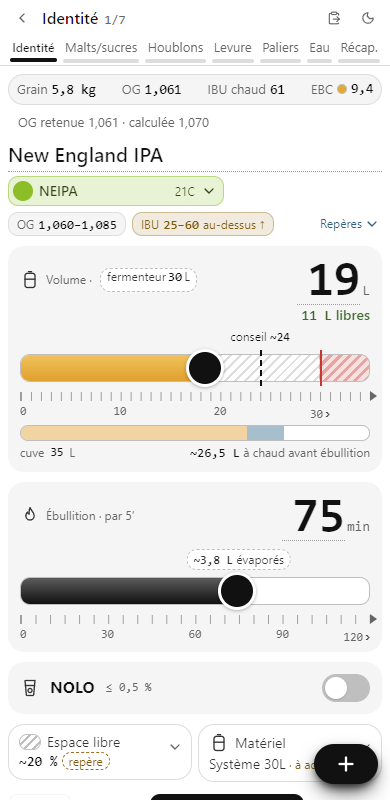 Identité 1/7
Identité Malts/sucres Houblons Levure Paliers Eau Récap.
Grain 5,8 kg OG 1,061 IBU chaud 61 EBC 9,4
OG retenue 1,061 · calculée 1,070
New England IPA
NEIPA 21C
OG 1,060–1,085 IBU 25–60 au-dessus ↑ Repères
Volume · fermenteur 30 L 19 L
11 L libres
conseil ~24
0 10 20 30 ›
cuve 35 L ~26,5 L à chaud avant ébullition
Ébullition · par 5' 75 min
~3,8 L évaporés
0 30 60 90 120 ›
NOLO ≤ 0,5 %
Espace libre
~20 % repère
Matériel
Système 30L · à